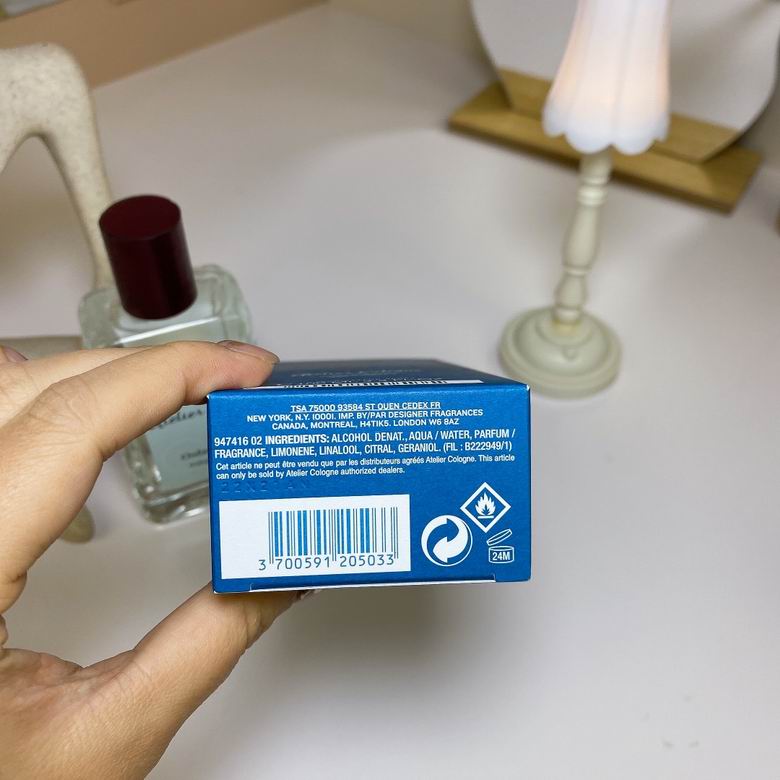 TSA 75000 93584 ST OUEN CEDEX.FR
NEW YORK, N.Y. 10001. IMP. BY/PAR DESIGNER FRAGRANCES
CANADA, MONTREAL, H4TIK5. LONDON W6 8AZ
947416 02 INGREDIENTS: ALCOHOL DENAT., AQUA / WATER, PARFUM /
FRAGRANCE, LIMONENE, LINALOOL, CITRAL, GERANIOL. (FIL : B222949/1)
Cet article ne peut être vendu que par les distributeurs agréés Atelier Cologne. This article
can only be sold by Atelier Cologne authorized dealers.
3 700591 205033
24M